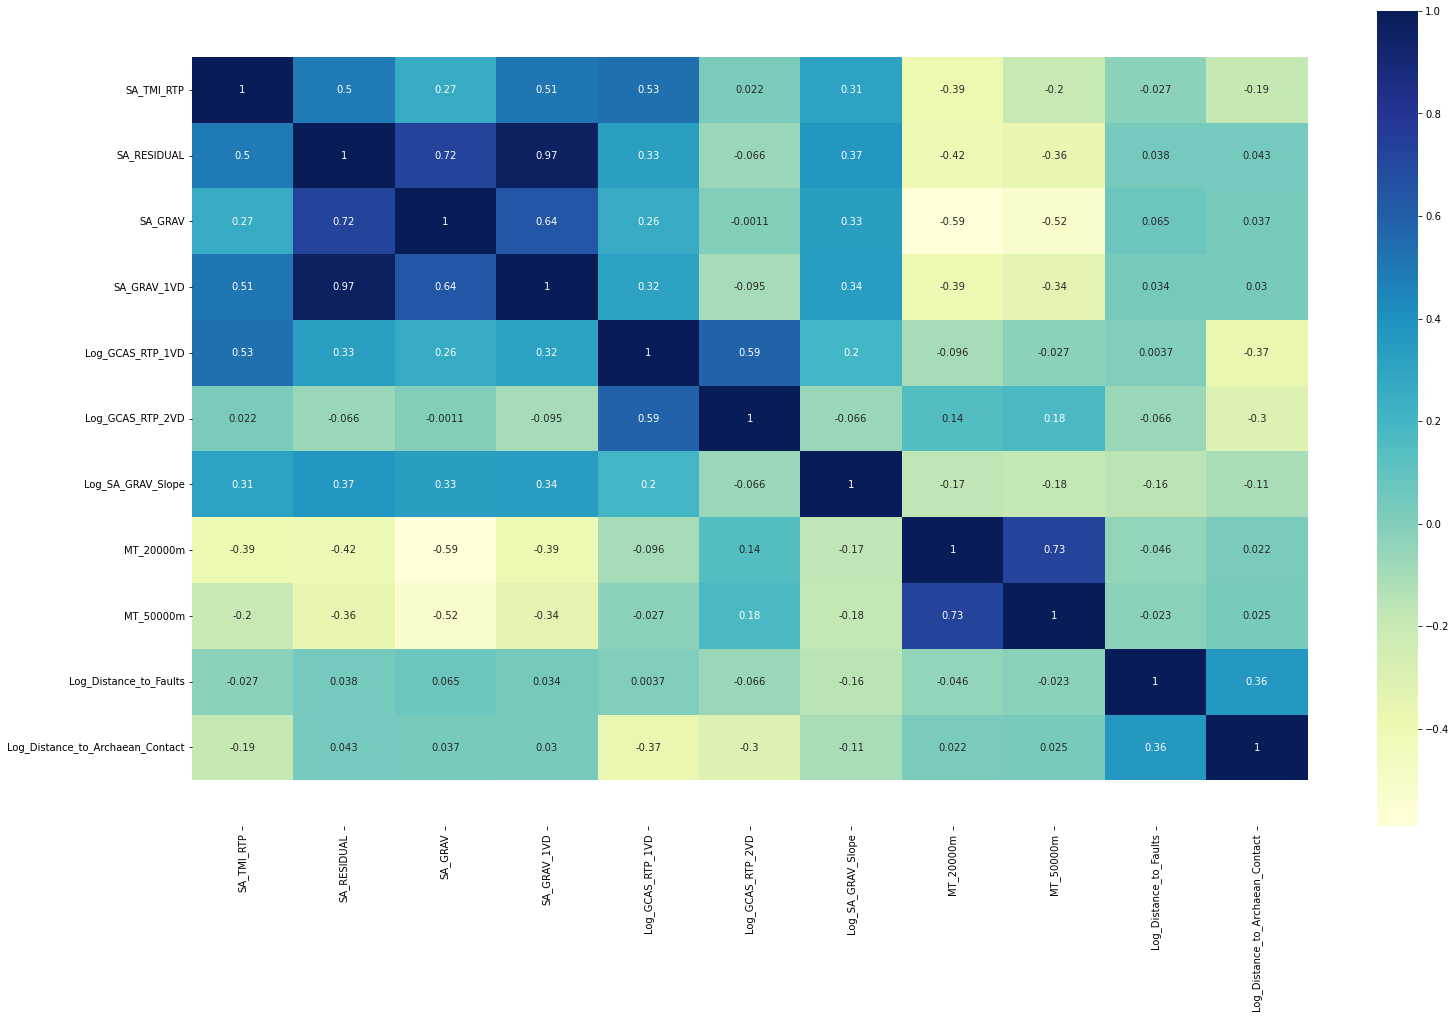 SA_TMI_RTP 1 0.5 0.27 0.51 0.53 0.022 0.31 -0.39 -0.2 -0.027 -0.19
SA_RESIDUAL 0.5 1 0.72 0.97 0.33 -0.066 0.37 -0.42 -0.36 0.038 0.043
SA_GRAV 0.27 0.72 1 0.64 0.26 -0.0011 0.33 -0.59 -0.52 0.065 0.037
SA_GRAV_1VD 0.51 0.97 0.64 1 0.32 -0.095 0.34 -0.39 -0.34 0.034 0.03
Log_GCAS_RTP_1VD 0.53 0.33 0.26 0.32 1 0.59 0.2 -0.096 -0.027 0.0037 -0.37
Log_GCAS_RTP_2VD 0.022 -0.066 -0.0011 -0.095 0.59 1 -0.066 0.14 0.18 -0.066 -0.3
Log_SA_GRAV_Slope 0.31 0.37 0.33 0.34 0.2 -0.066 1 -0.17 -0.18 -0.16 -0.11
MT_20000m -0.39 -0.42 -0.59 -0.39 -0.096 0.14 -0.17 1 0.73 -0.046 0.022
MT_50000m -0.2 -0.36 -0.52 -0.34 -0.027 0.18 -0.18 0.73 1 -0.023 0.025
Log_Distance_to_Faults -0.027 0.038 0.065 0.034 0.0037 -0.066 -0.16 -0.046 -0.023 1 0.36
Log_Distance_to_Archaean_Contact -0.19 0.043 0.037 0.03 -0.37 -0.3 -0.11 0.022 0.025 0.36 1
SA_TMI_RTP
SA_RESIDUAL
SA_GRAV
SA_GRAV_1VD
Log_GCAS_RTP_1VD
Log_GCAS_RTP_2VD
Log_SA_GRAV_Slope
MT_20000m
MT_50000m
Log_Distance_to_Faults
Log_Distance_to_Archaean_Contact
1.0
0.8
0.6
0.4
0.2
0.0
−0.2
−0.4